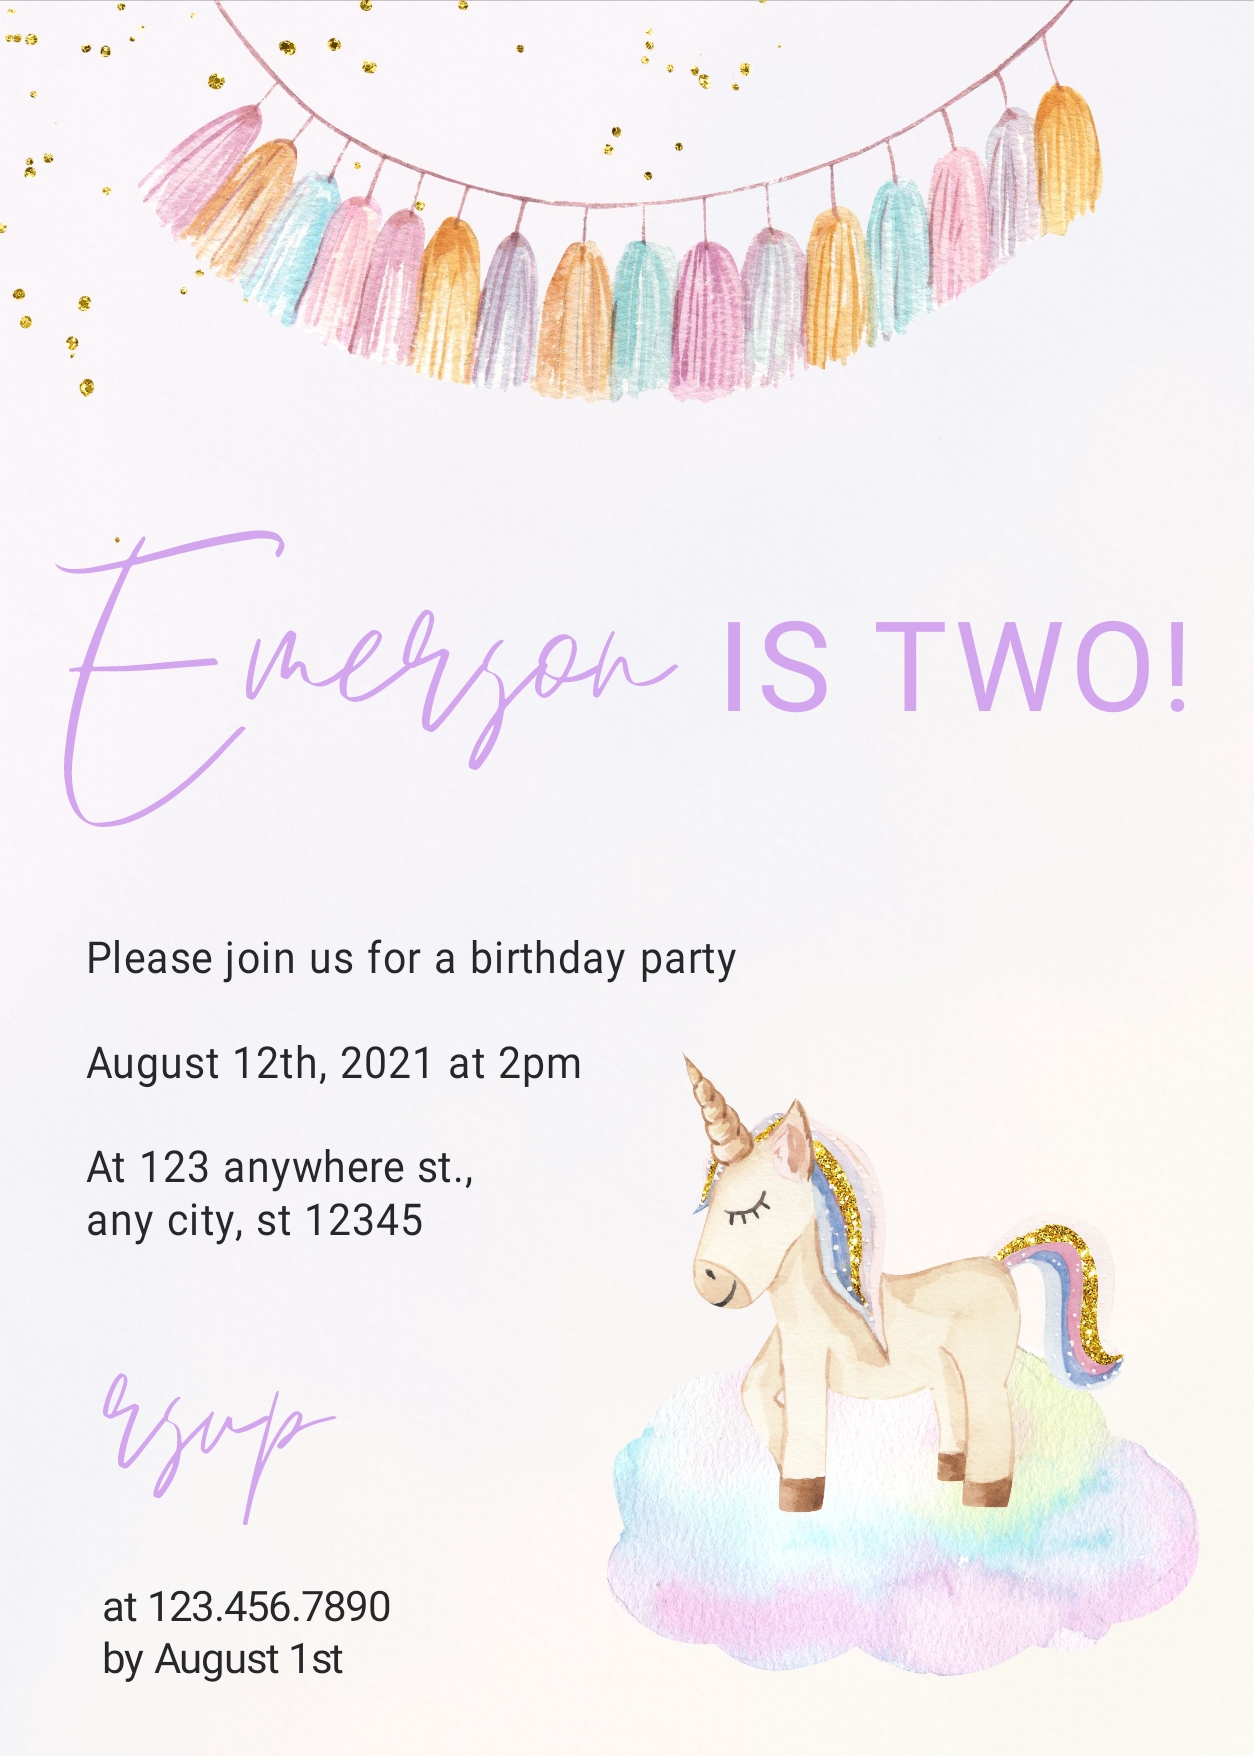 Emerson IS TWO!
Please join us for a birthday party
August 12th, 2021 at 2pm
At 123 anywhere st.,
any city, st 12345
rsvp
at 123.456.7890
by August 1st